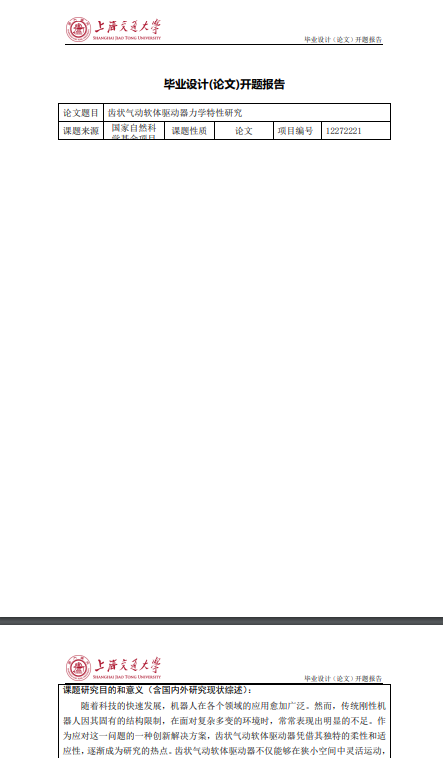 上海交通大学
SHANGHAI JIAO TONG UNIVERSITY
毕业设计（论文）开题报告
毕业设计(论文)开题报告
论文题目 齿状气动软体驱动器力学特性研究
课题来源 国家自然科学基金项目 课题性质 论文 项目编号 12272221
上海交通大学
SHANGHAI JIAO TONG UNIVERSITY
毕业设计（论文）开题报告
课题研究目的和意义（含国内外研究现状综述）：
随着科技的快速发展，机器人在各个领域的应用愈加广泛。然而，传统刚性机
器人因其固有的结构限制，在面对复杂多变的环境时，常常表现出明显的不足。作
为应对这一问题的一种创新解决方案，齿状气动软体驱动器凭借其独特的柔性和适
应性，逐渐成为研究的热点。齿状气动软体驱动器不仅能够在狭小空间中灵活运动，